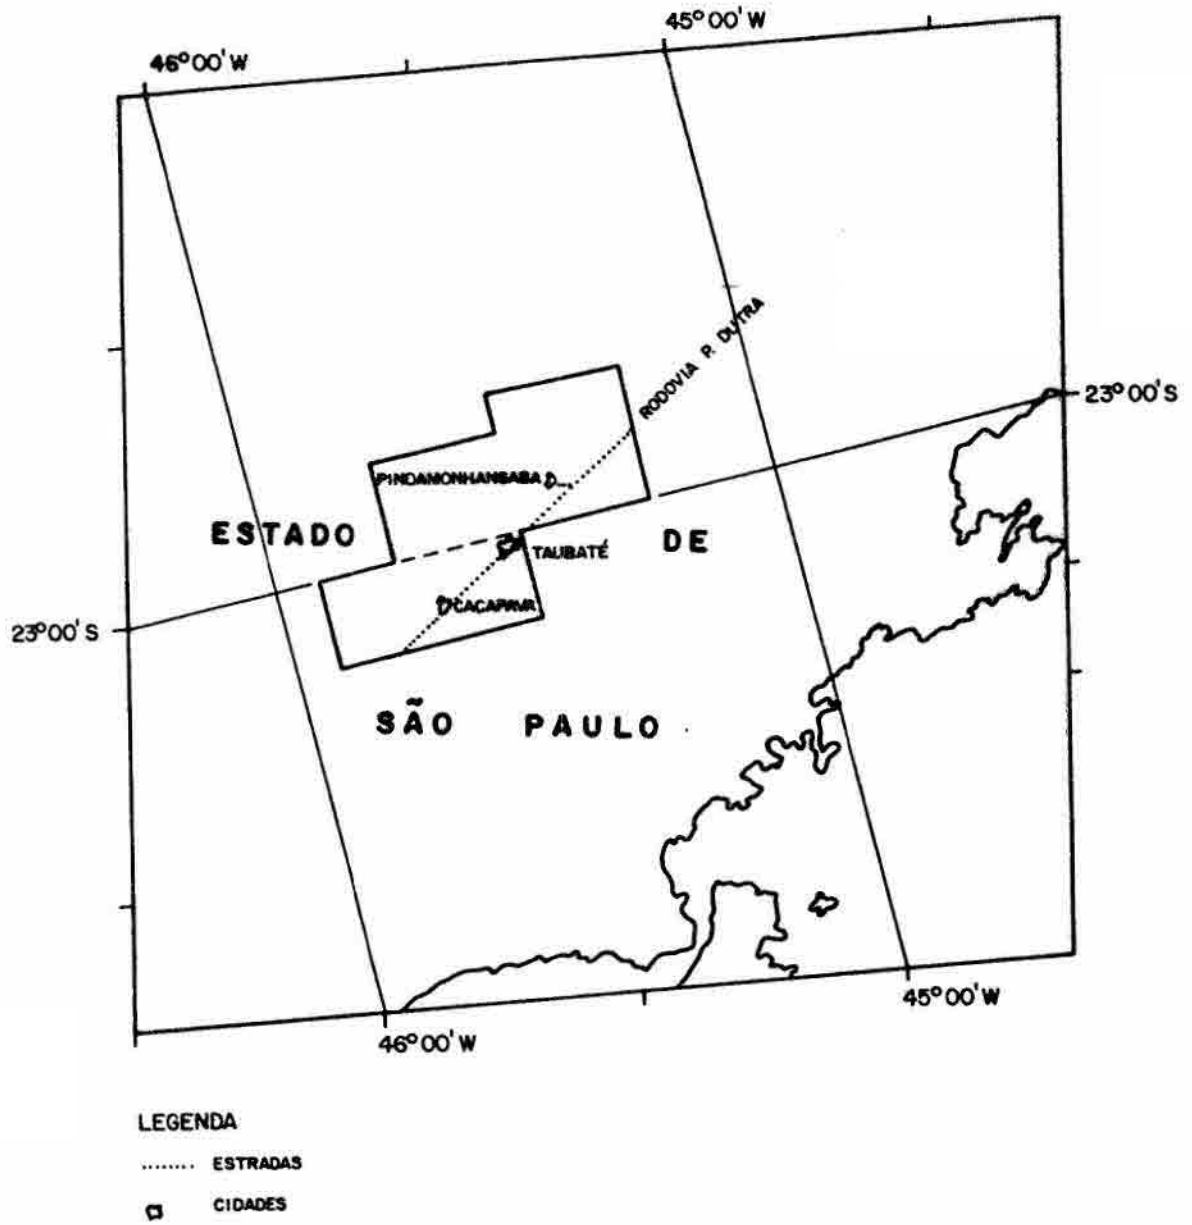 46°00'W
45°00'W
RODOVIA P. DUTRA
23°00'S
PINDAMONHANGABA
ESTADO DE
TAUBATÉ
CAÇAPAVA
23°00'S
SÃO PAULO
45°00'W
46°00'W
LEGENDA
ESTRADAS
CIDADES